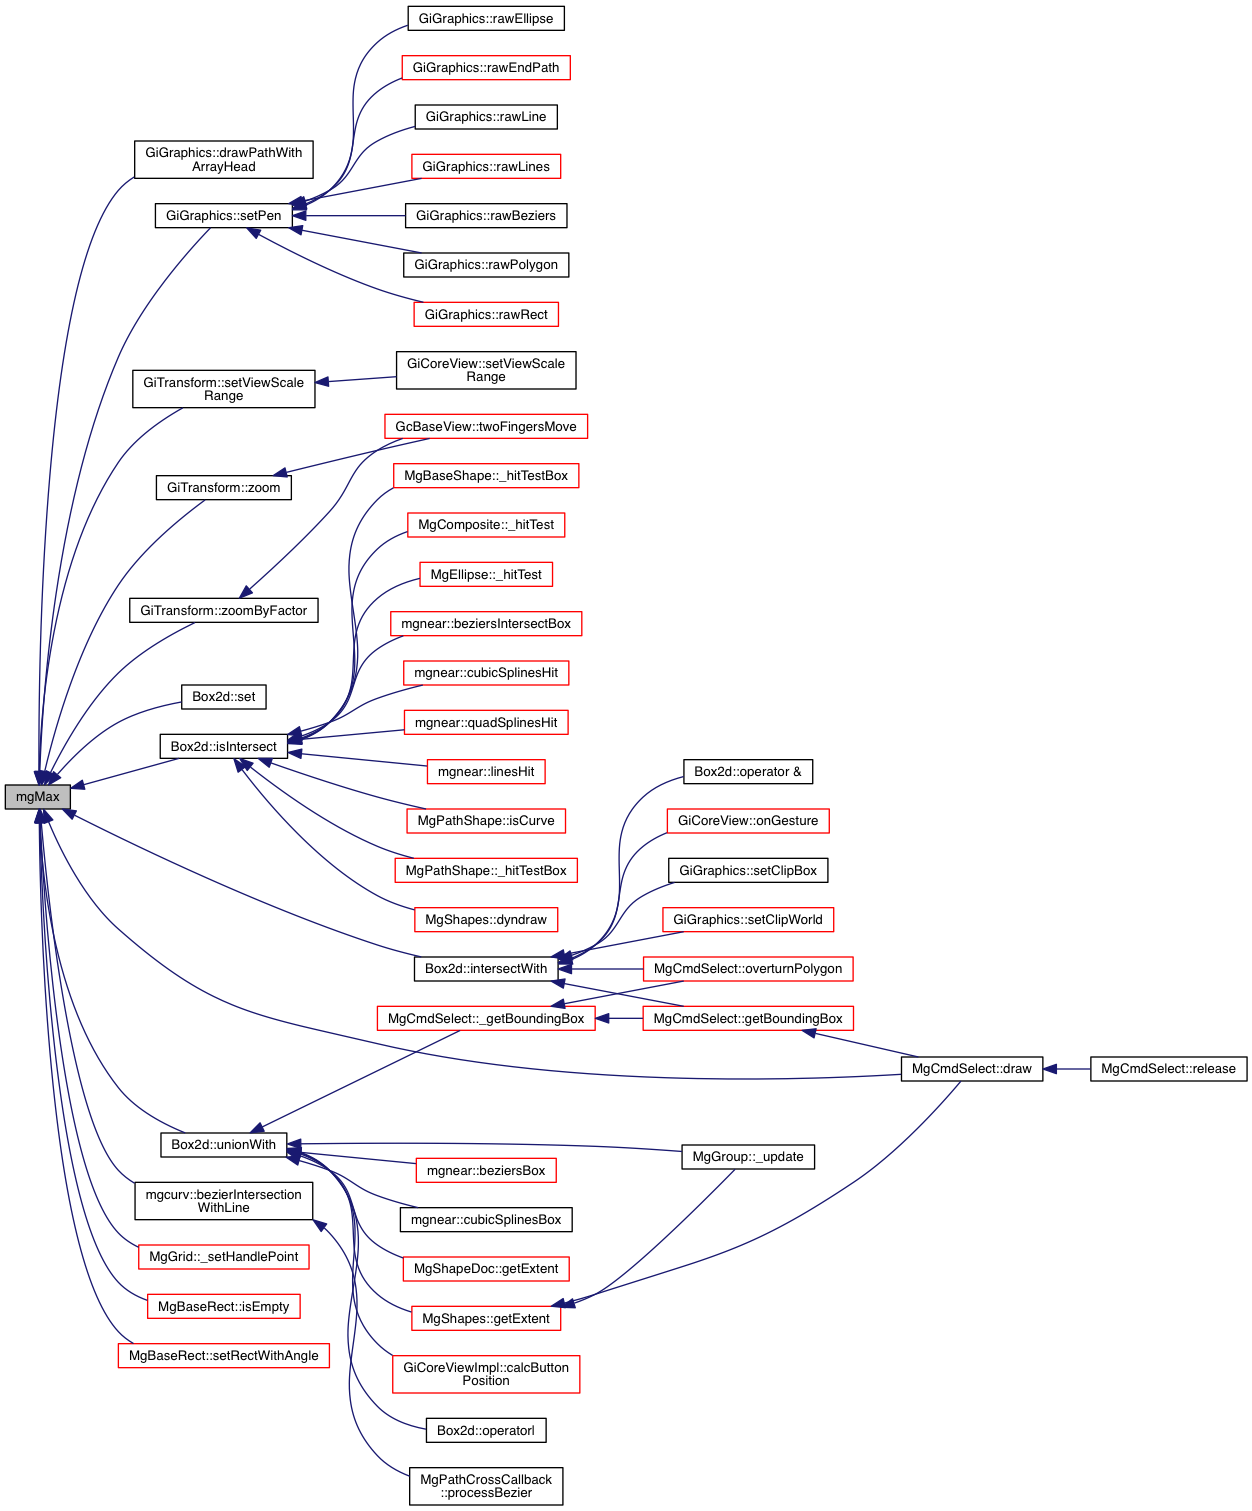 GiGraphics::rawEllipse
GiGraphics::rawEndPath
GiGraphics::rawLine
GiGraphics::drawPathWith
ArrayHead
GiGraphics::rawLines
GiGraphics::setPen
GiGraphics::rawBeziers
GiGraphics::rawPolygon
GiGraphics::rawRect
GiTransform::setViewScale
Range
GiCoreView::setViewScale
Range
GcBaseView::twoFingersMove
MgBaseShape::_hitTestBox
GiTransform::zoom
MgComposite::_hitTest
MgEllipse::_hitTest
GiTransform::zoomByFactor
mgnear::beziersIntersectBox
mgnear::cubicSplinesHit
Box2d::set
mgnear::quadSplinesHit
Box2d::isIntersect
mgnear::linesHit
Box2d::operator &
mgMax
MgPathShape::isCurve
GiCoreView::onGesture
MgPathShape::_hitTestBox
GiGraphics::setClipBox
MgShapes::dyndraw
GiGraphics::setClipWorld
Box2d::intersectWith
MgCmdSelect::overturnPolygon
MgCmdSelect::_getBoundingBox
MgCmdSelect::getBoundingBox
MgCmdSelect::draw
MgCmdSelect::release
Box2d::unionWith
MgGroup::_update
mgnear::beziersBox
mgcurv::bezierIntersection
WithLine
mgnear::cubicSplinesBox
MgGrid::_setHandlePoint
MgShapeDoc::getExtent
MgBaseRect::isEmpty
MgShapes::getExtent
MgBaseRect::setRectWithAngle
GiCoreViewImpl::calcButton
Position
Box2d::operator|
MgPathCrossCallback
::processBezier